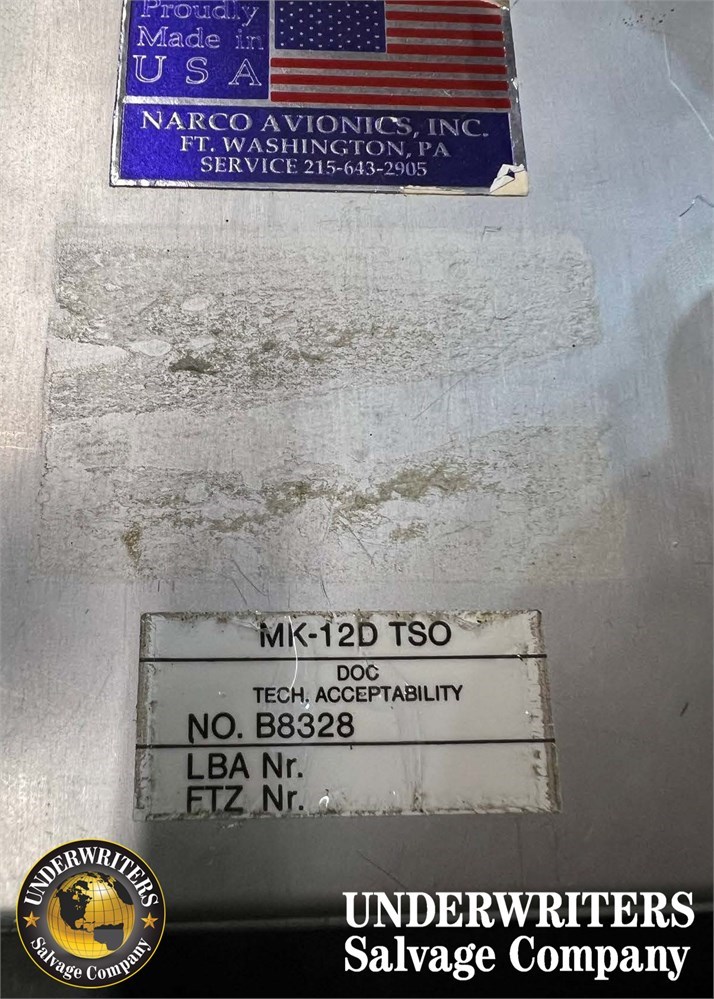 Proudly
Made in
USA
NARCO AVIONICS, INC.
FT. WASHINGTON, PA
SERVICE 215-643-2905
MK-12D TSO
DOC
TECH. ACCEPTABILITY
NO. B8328
LBA Nr.
FTZ Nr.
UNDERWRITERS
Salvage Company
UNDERWRITERS
Salvage Company